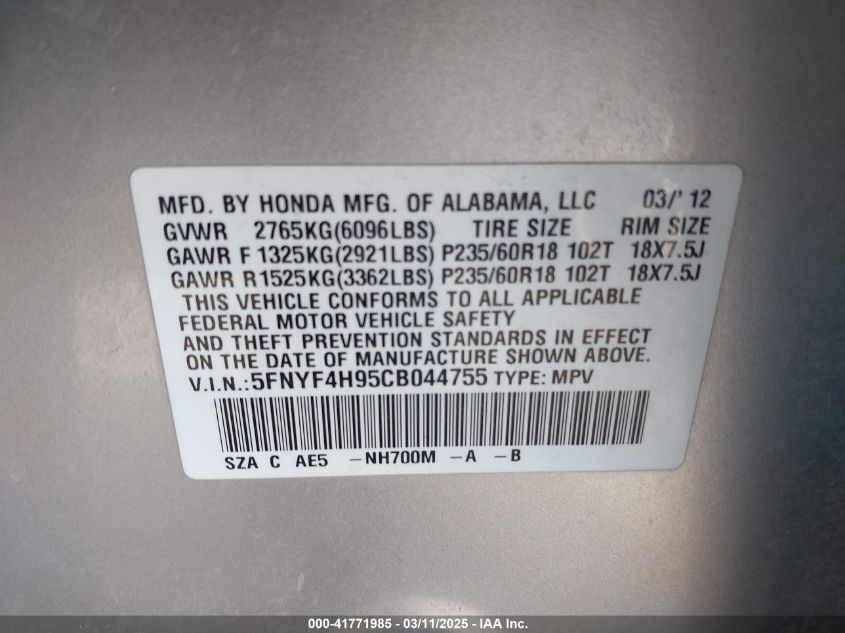 MFD. BY HONDA MFG. OF ALABAMA, LLC 03/' 12
GVWR 2765KG(6096LBS) TIRE SIZE RIM SIZE
GAWR F 1325KG(2921LBS) P235/60R18 102T 18X7.5J
GAWR R1525KG(3362LBS) P235/60R18 102T 18X7.5J
THIS VEHICLE CONFORMS TO ALL APPLICABLE
FEDERAL MOTOR VEHICLE SAFETY
AND THEFT PREVENTION STANDARDS IN EFFECT
ON THE DATE OF MANUFACTURE SHOWN ABOVE.
V.I.N.:5FNYF4H95CB044755 TYPE: MPV
SZA C AE5 -NH700M -A -B
000-41771985 - 03/11/2025 - IAA Inc.